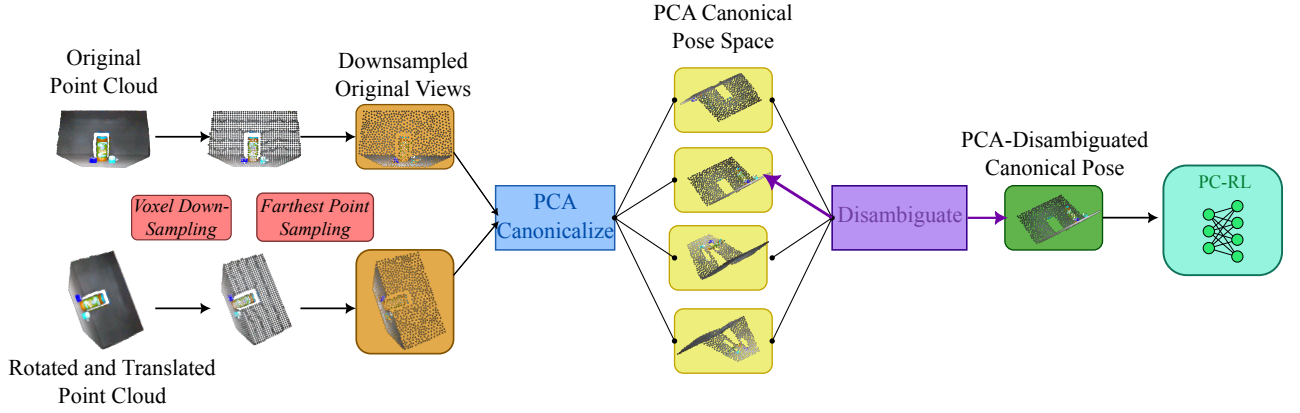 Original
Point Cloud
Downsampled
Original Views
Voxel Down-
Sampling
Farthest Point
Sampling
Rotated and Translated
Point Cloud
PCA
Canonicalize
PCA Canonical
Pose Space
Disambiguate
PCA-Disambiguated
Canonical Pose
PC-RL